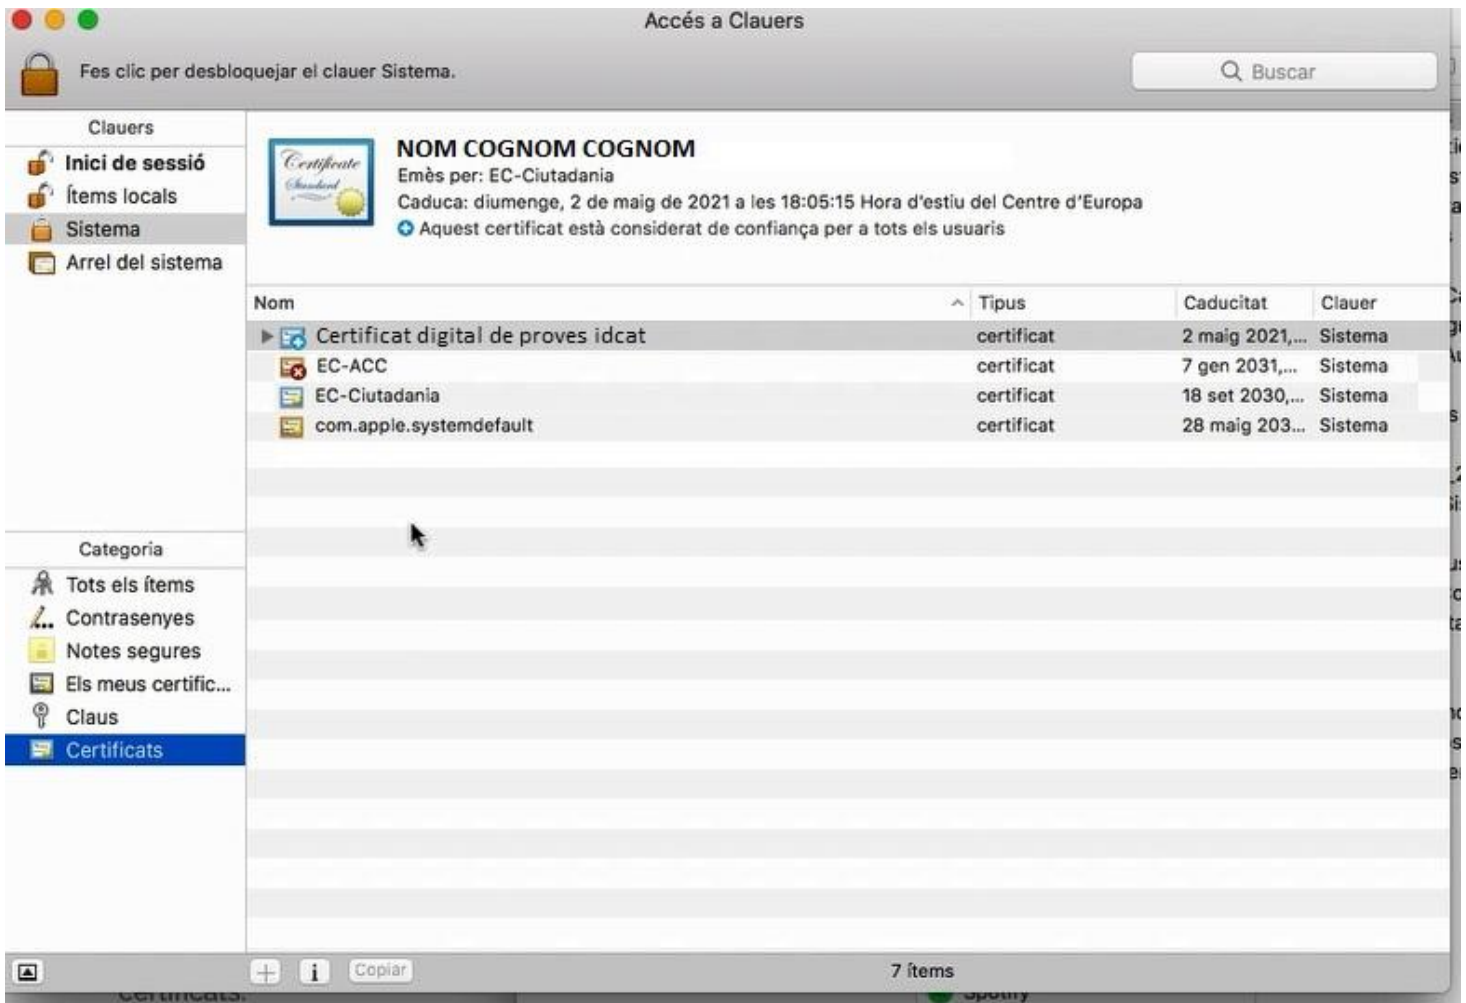 Accés a Clauers
Fes clic per desbloquejar el clauer Sistema.
Buscar
Clauers
Inici de sessió
Ítems locals
Sistema
Arrel del sistema
Certificate
Standard
NOM COGNOM COGNOM
Emès per: EC-Ciutadania
Caduca: diumenge, 2 de maig de 2021 a les 18:05:15 Hora d'estiu del Centre d'Europa
Aquest certificat està considerat de confiança per a tots els usuaris
Nom Tipus Caducitat Clauer
Certificat digital de proves idcat certificat 2 maig 2021,... Sistema
EC-ACC certificat 7 gen 2031,... Sistema
EC-Ciutadania certificat 18 set 2030,... Sistema
com.apple.systemdefault certificat 28 maig 203... Sistema
Categoria
Tots els ítems
Contrasenyes
Notes segures
Els meus certific...
Claus
Certificats
Copiar
7 ítems
certificats.
Spotify